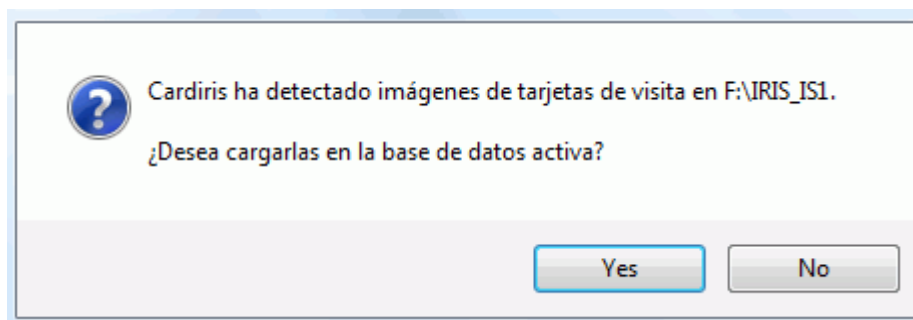 Cardiris ha detectado imágenes de tarjetas de visita en F:\IRIS_IS1.
¿Desea cargarlas en la base de datos activa?
Yes
No